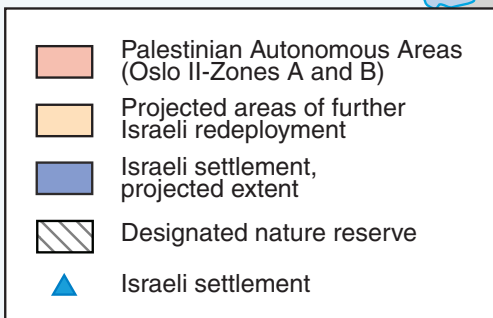 Palestinian Autonomous Areas
(Oslo II-Zones A and B)
Projected areas of further
Israeli redeployment
Israeli settlement,
projected extent
Designated nature reserve
Israeli settlement